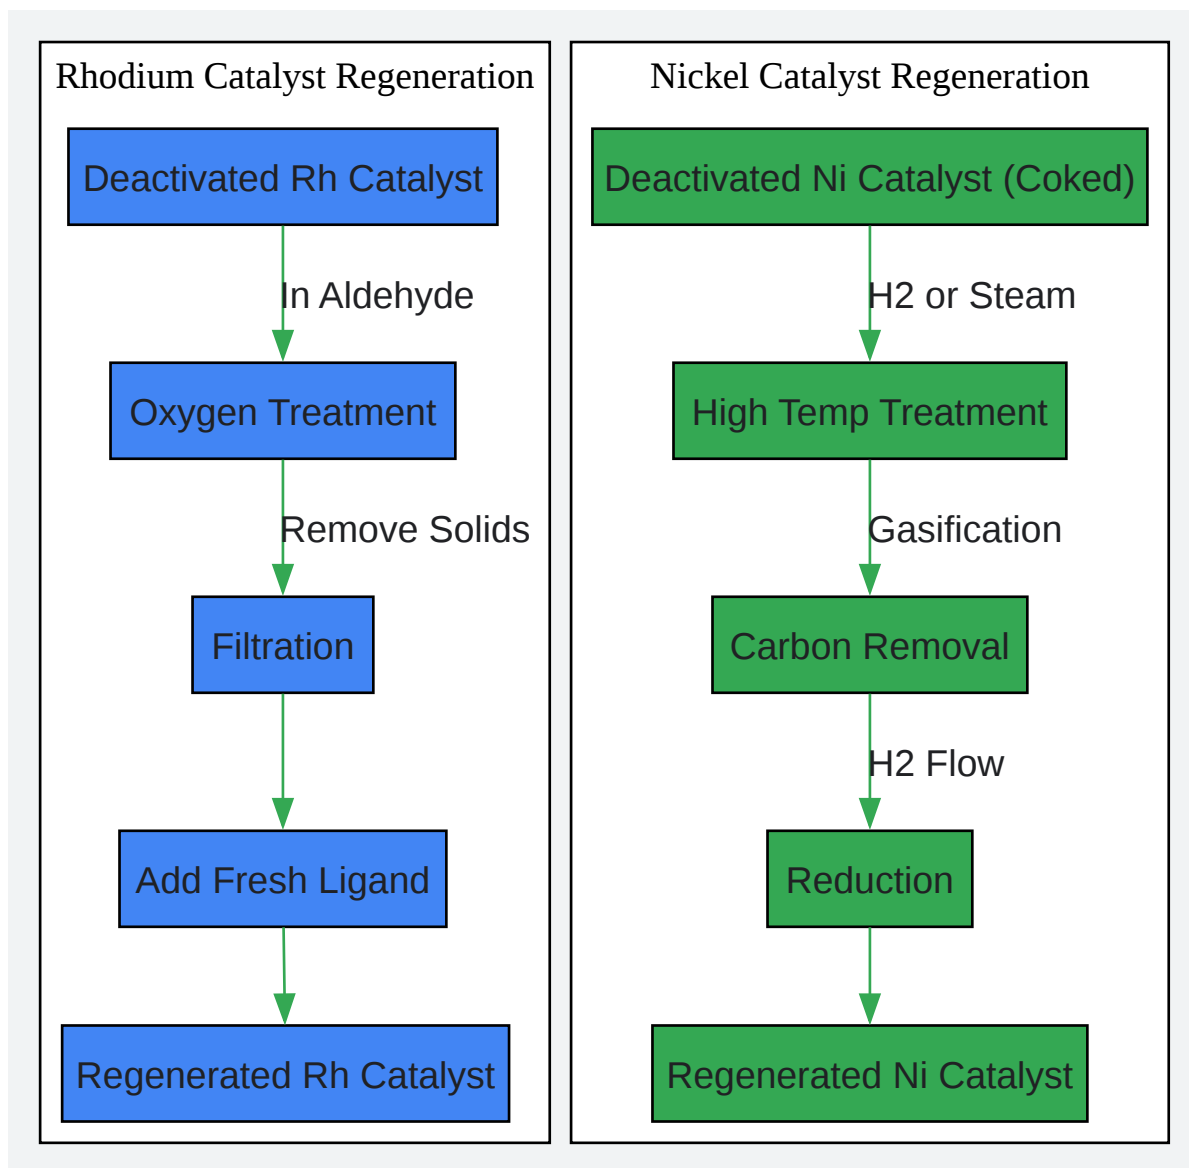 Rhodium Catalyst Regeneration
Deactivated Rh Catalyst
In Aldehyde
Oxygen Treatment
Remove Solids
Filtration
Add Fresh Ligand
Regenerated Rh Catalyst
Nickel Catalyst Regeneration
Deactivated Ni Catalyst (Coked)
H2 or Steam
High Temp Treatment
Gasification
Carbon Removal
H2 Flow
Reduction
Regenerated Ni Catalyst